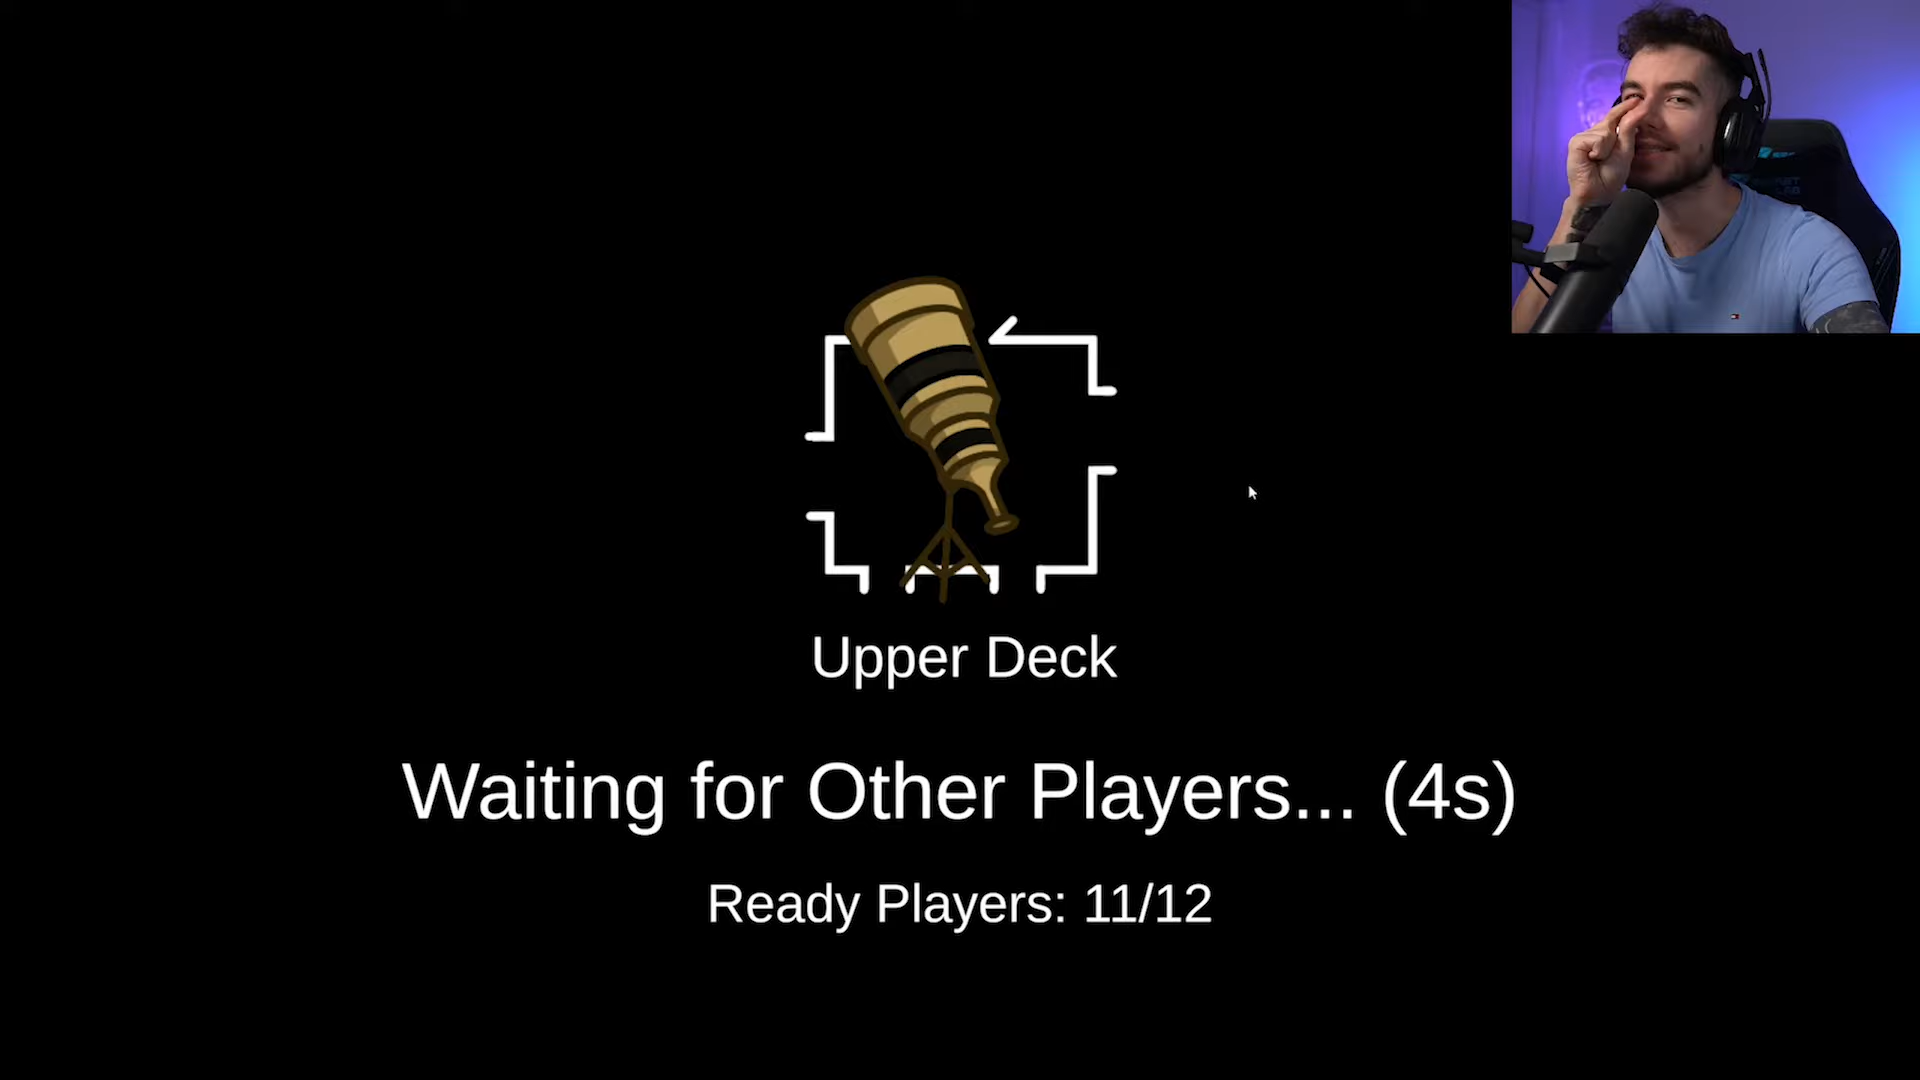 Upper Deck
Waiting for Other Players... (4s)
Ready Players: 11/12